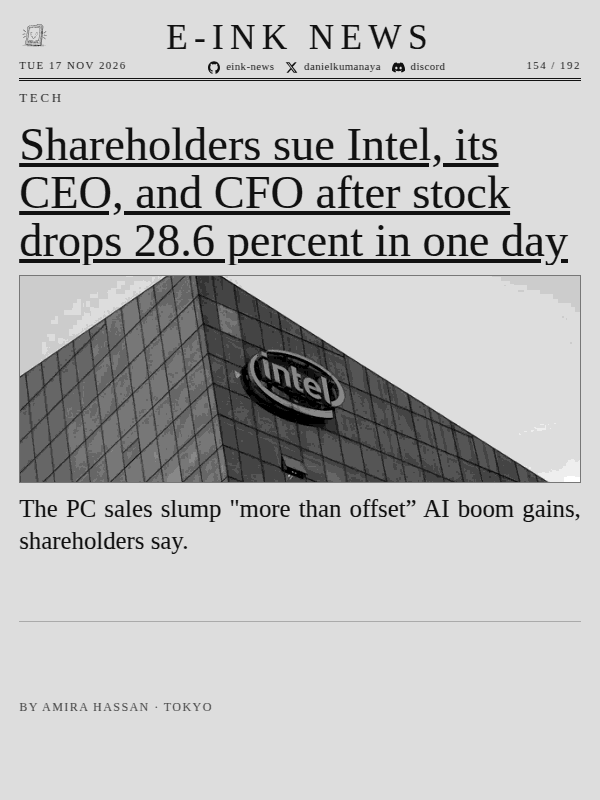 E-INK NEWS
TUE 17 NOV 2026
eink-news
danielkumanaya
discord
154 / 192
TECH
Shareholders sue Intel, its
CEO, and CFO after stock
drops 28.6 percent in one day
intel
The PC sales slump "more than offset” AI boom gains,
shareholders say.
BY AMIRA HASSAN · TOKYO